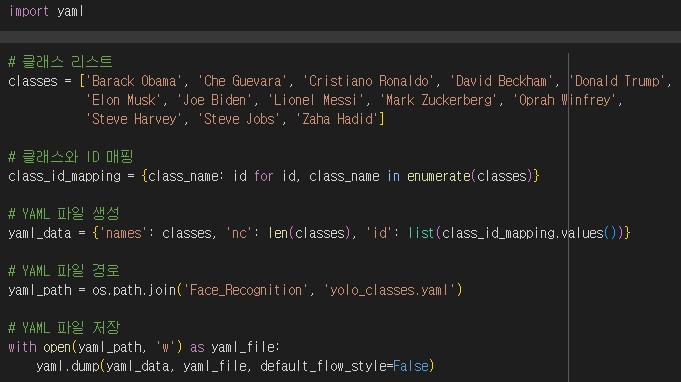 import yaml
# 클래스 리스트
classes = ['Barack Obama', 'Che Guevara', 'Cristiano Ronaldo', 'David Beckham', 'Donald Trump',
'Elon Musk', 'Joe Biden', 'Lionel Messi', 'Mark Zuckerberg', 'Oprah Winfrey',
'Steve Harvey', 'Steve Jobs', 'Zaha Hadid']
# 클래스와 ID 매핑
class_id_mapping = {class_name: id for id, class_name in enumerate(classes)}
# YAML 파일 생성
yaml_data = {'names': classes, 'nc': len(classes), 'id': list(class_id_mapping.values())}
# YAML 파일 경로
yaml_path = os.path.join('Face_Recognition', 'yolo_classes.yaml')
# YAML 파일 저장
with open(yaml_path, 'w') as yaml_file:
yaml.dump(yaml_data, yaml_file, default_flow_style=False)